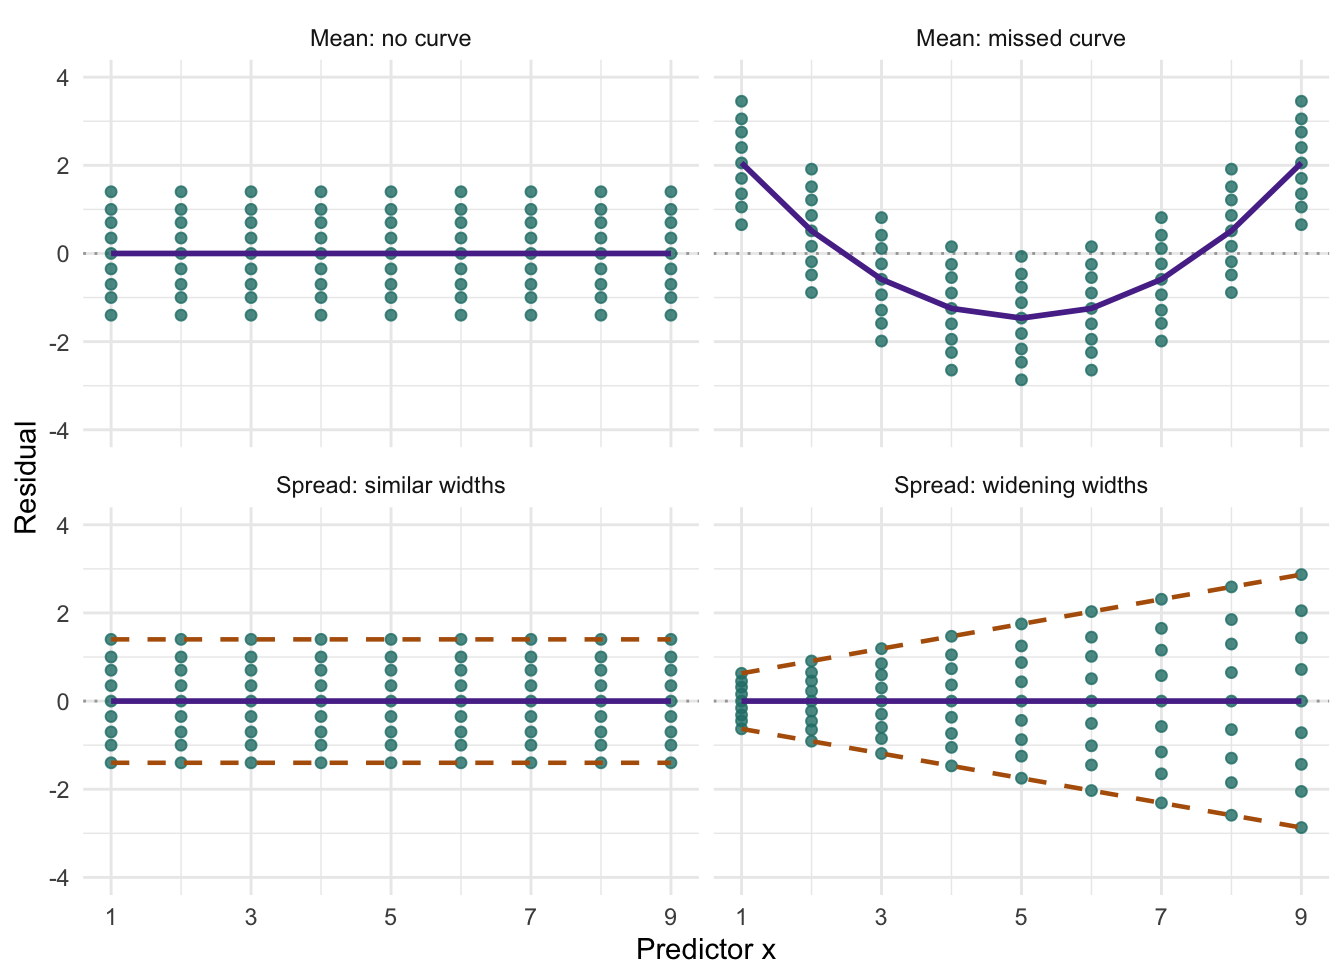 Mean: no curve
Mean: missed curve
4
2
0
-2
-4
Residual
Spread: similar widths
Spread: widening widths
4
2
0
-2
-4
1 3 5 7 9 1 3 5 7 9
Predictor x